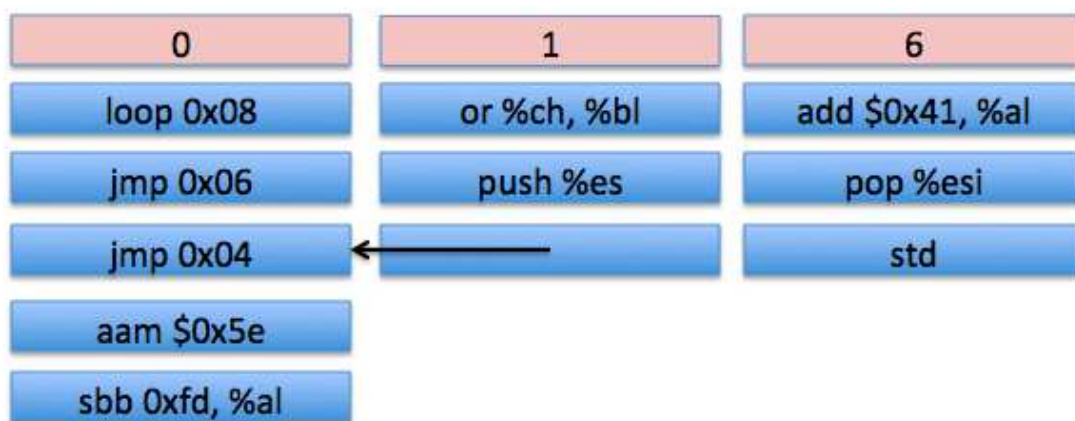 0 1 6
loop 0x08 or %ch, %bl add $0x41, %al
jmp 0x06 push %es pop %esi
jmp 0x04 std
aam $0x5e
sbb 0xfd, %al